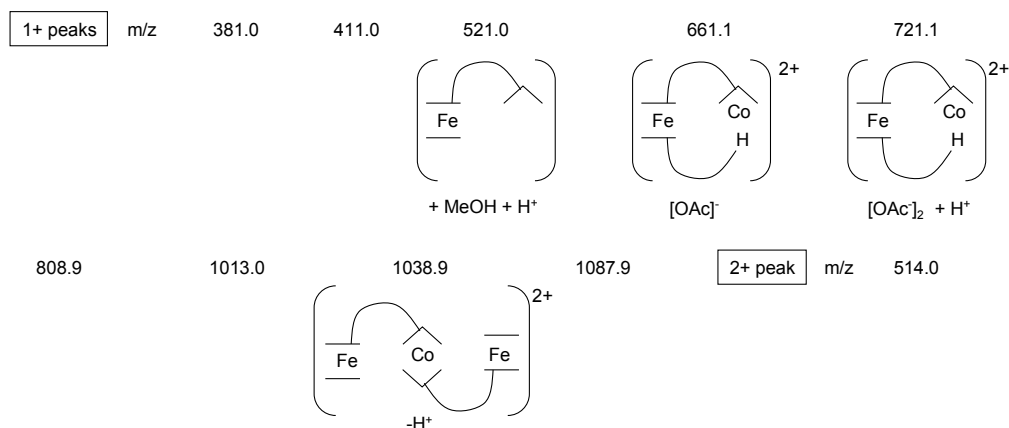 1+ peaks m/z 381.0 411.0 521.0 661.1 721.1
2+ 2+
Fe Fe Co Fe Co
H H
+ MeOH + H⁺ [OAc]⁻ [OAc⁻]₂ + H⁺
808.9 1013.0 1038.9 1087.9 2+ peak m/z 514.0
2+
Fe Co Fe
-H⁺